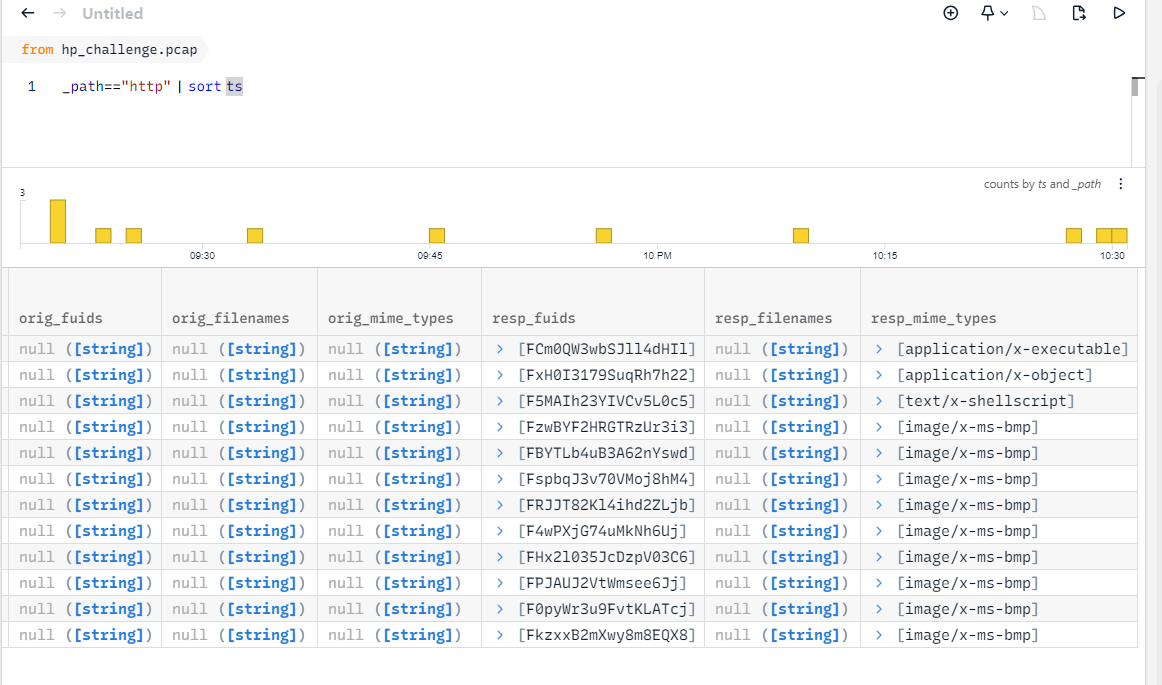 Untitled
from hp_challenge.pcap
1 _path=="http" | sort ts
counts by ts and _path
3
09:30 09:45 10 PM 10:15 10:30
orig_fuids orig_filenames orig_mime_types resp_fuids resp_filenames resp_mime_types
null ([string]) null ([string]) null ([string]) [FCm0QW3wbSJll4dHIl] null ([string]) [application/x-executable]
null ([string]) null ([string]) null ([string]) [FxH0I3179SuqRh7h22] null ([string]) [application/x-object]
null ([string]) null ([string]) null ([string]) [F5MAIh23YIVCv5L0c5] null ([string]) [text/x-shellscript]
null ([string]) null ([string]) null ([string]) [FzwBYF2HRGTRzUr3i3] null ([string]) [image/x-ms-bmp]
null ([string]) null ([string]) null ([string]) [FBYTLb4uB3A62nYswd] null ([string]) [image/x-ms-bmp]
null ([string]) null ([string]) null ([string]) [FspbqJ3v70VMoj8hM4] null ([string]) [image/x-ms-bmp]
null ([string]) null ([string]) null ([string]) [FRJJT82Kl4ihd2ZLjb] null ([string]) [image/x-ms-bmp]
null ([string]) null ([string]) null ([string]) [F4wPXjG74uMkNh6Uj] null ([string]) [image/x-ms-bmp]
null ([string]) null ([string]) null ([string]) [FHx2l035JcDzpV03C6] null ([string]) [image/x-ms-bmp]
null ([string]) null ([string]) null ([string]) [FPJAUJ2VtWmsee6Jj] null ([string]) [image/x-ms-bmp]
null ([string]) null ([string]) null ([string]) [F0pyWr3u9FvtKLATcj] null ([string]) [image/x-ms-bmp]
null ([string]) null ([string]) null ([string]) [FkzxxB2mXwy8m8EQX8] null ([string]) [image/x-ms-bmp]